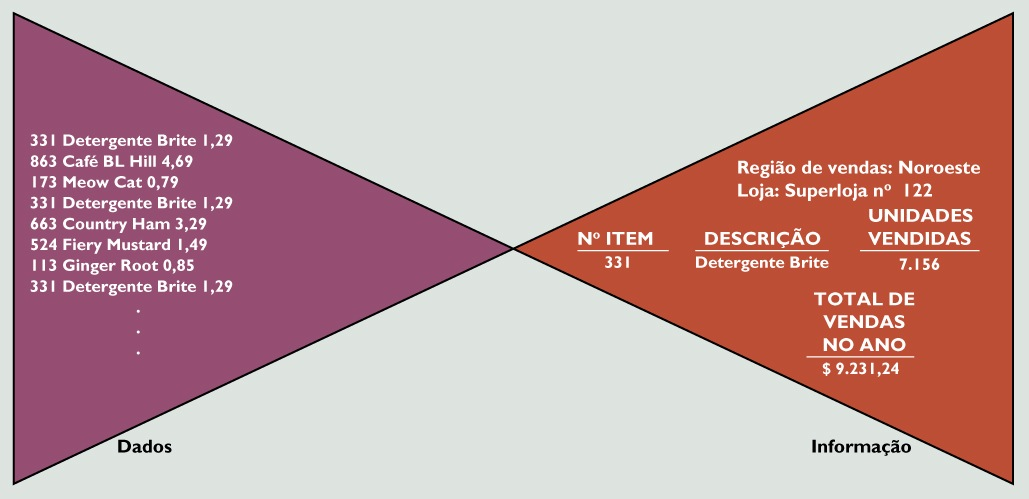 331 Detergente Brite 1,29
863 Café BL Hill 4,69
173 Meow Cat 0,79
331 Detergente Brite 1,29
663 Country Ham 3,29
524 Fiery Mustard 1,49
113 Ginger Root 0,85
331 Detergente Brite 1,29
.
.
.
Dados
Região de vendas: Noroeste
Loja: Superloja nº 122
Nº ITEM
331
DESCRIÇÃO
Detergente Brite
UNIDADES
VENDIDAS
7.156
TOTAL DE
VENDAS
NO ANO
$ 9.231,24
Informação